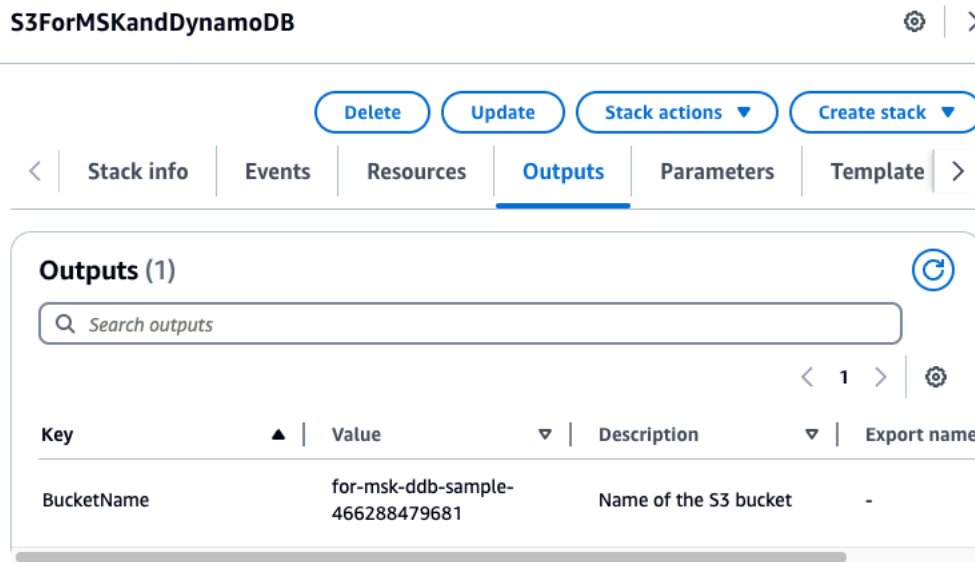 S3ForMSKandDynamoDB
Delete Update Stack actions Create stack
Stack info Events Resources Outputs Parameters Template
Outputs (1)
Search outputs
1
Key Value Description Export name
BucketName for-msk-ddb-sample-466288479681 Name of the S3 bucket -